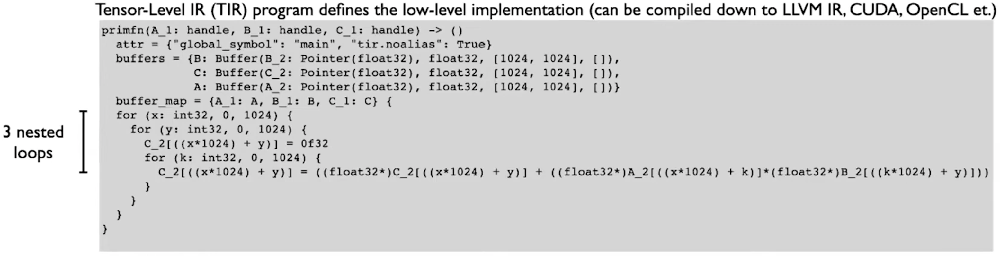 Tensor-Level IR (TIR) program defines the low-level implementation (can be compiled down to LLVM IR, CUDA, OpenCL et.)
primfn(A_1: handle, B_1: handle, C_1: handle) -> ()
  attr = {"global_symbol": "main", "tir.noalias": True}
  buffers = {B: Buffer(B_2: Pointer(float32), float32, [1024, 1024], []),
             C: Buffer(C_2: Pointer(float32), float32, [1024, 1024], []),
             A: Buffer(A_2: Pointer(float32), float32, [1024, 1024], [])}
  buffer_map = {A_1: A, B_1: B, C_1: C} {
  for (x: int32, 0, 1024) {
    for (y: int32, 0, 1024) {
      C_2[((x*1024) + y)] = 0f32
      for (k: int32, 0, 1024) {
        C_2[((x*1024) + y)] = ((float32*)C_2[((x*1024) + y)] + ((float32*)A_2[((x*1024) + k)]*(float32*)B_2[((k*1024) + y)]))
      }
    }
  }
}
3 nested
loops